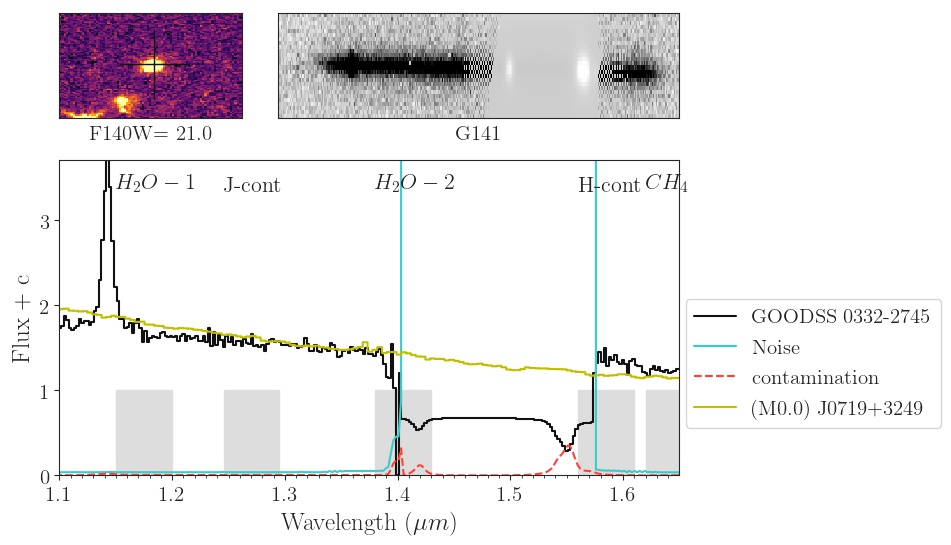 F140W= 21.0
G141
H₂O − 1
J-cont
H₂O − 2
H-cont
CH₄
3
2
1
0
Flux + c
1.1
1.2
1.3
1.4
1.5
1.6
Wavelength (μm)
GOODSS 0332-2745
Noise
contamination
(M0.0) J0719+3249